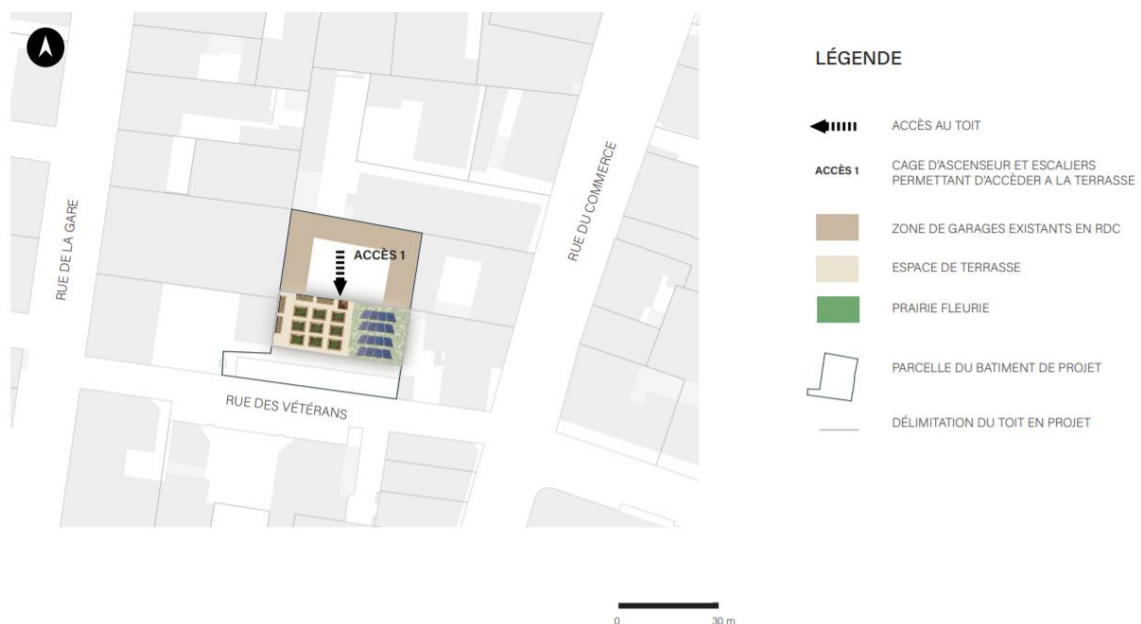 RUE DE LA GARE
RUE DU COMMERCE
ACCÈS 1
RUE DES VÉTÉRANS
LÉGENDE
ACCÈS AU TOIT
ACCÈS 1
CAGE D'ASCENSEUR ET ESCALIERS
PERMETTANT D'ACCÈDER A LA TERRASSE
ZONE DE GARAGES EXISTANTS EN RDC
ESPACE DE TERRASSE
PRAIRIE FLEURIE
PARCELLE DU BATIMENT DE PROJET
DÉLIMITATION DU TOIT EN PROJET
0
30 m